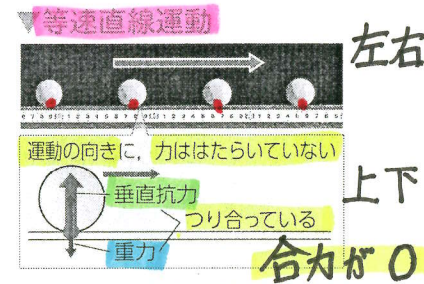 ▼等速直線運動
左右
運動の向きに，力ははたらいていない
上下
垂直抗力
つり合っている
重力
合力が0